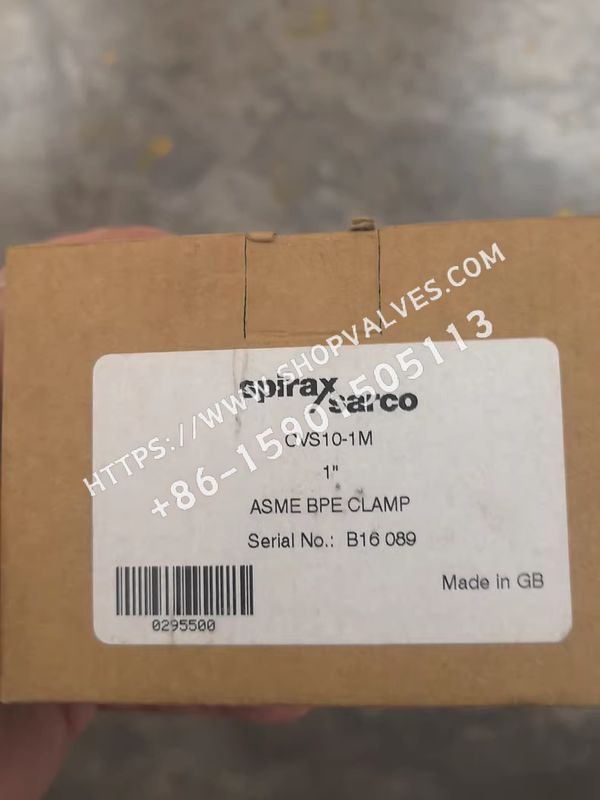 HTTPS://WWW.SHOPVALVES.COM
+86-15901505113
spirax
sarco
CVS10-1M
1"
ASME BPE CLAMP
Serial No.: B16 089
Made in GB
0295500